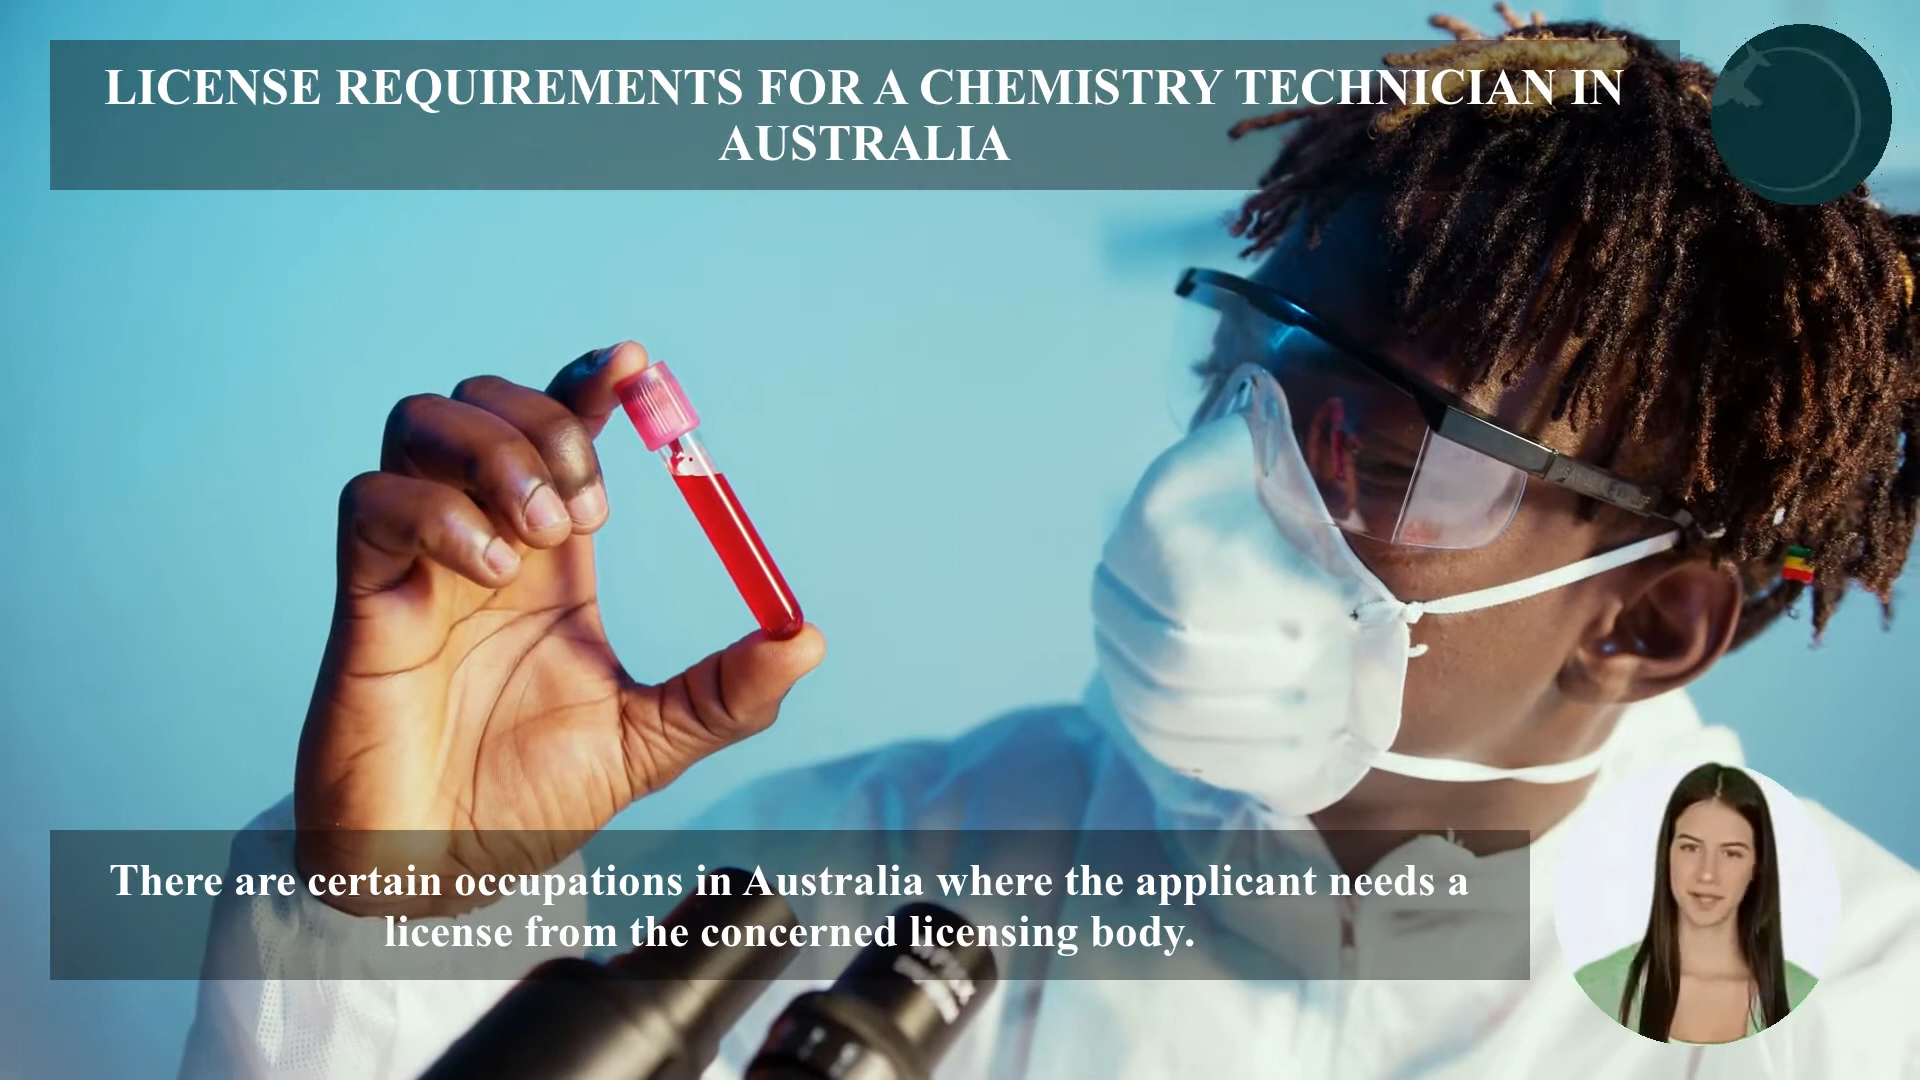 LICENSE REQUIREMENTS FOR A CHEMISTRY TECHNICIAN IN
AUSTRALIA
There are certain occupations in Australia where the applicant needs a
license from the concerned licensing body.